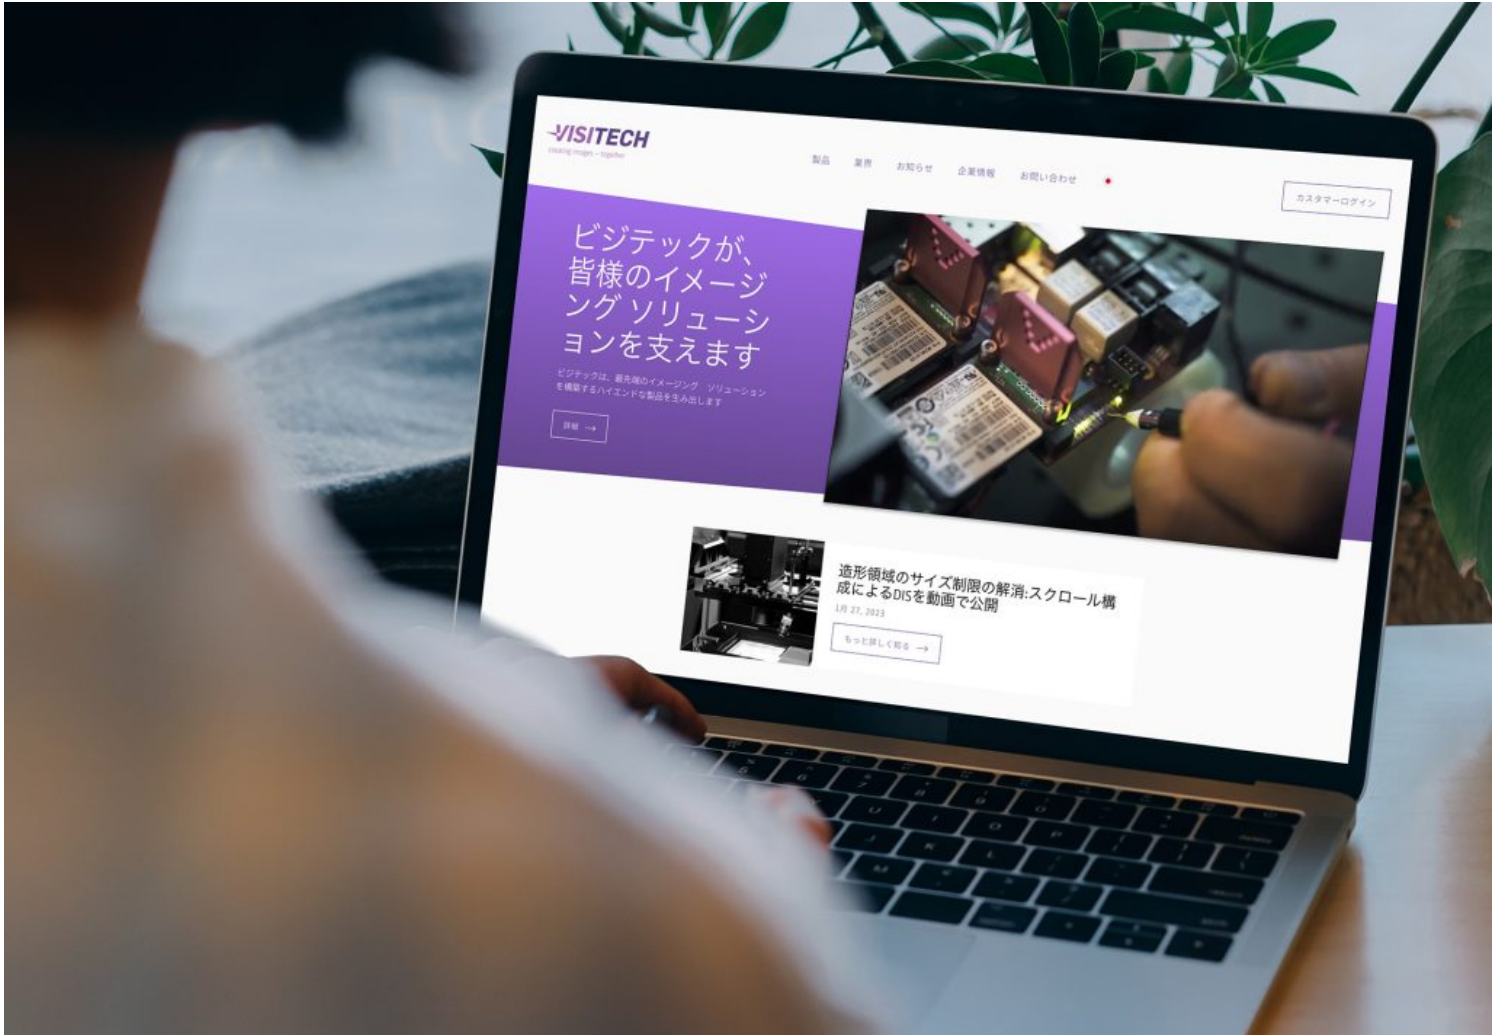 VISITECH
creating images – together
製品 業界 お知らせ 企業情報 お問い合わせ
カスタマーログイン
ビジテックが、
皆様のイメージ
ング ソリューシ
ョンを支えます
ビジテックは、最先端のイメージング ソリューション
を構築するハイエンドな製品を生み出します
詳細 →
造形領域のサイズ制限の解消:スクロール構
成によるDISを動画で公開
1月 27, 2023
もっと詳しく知る →